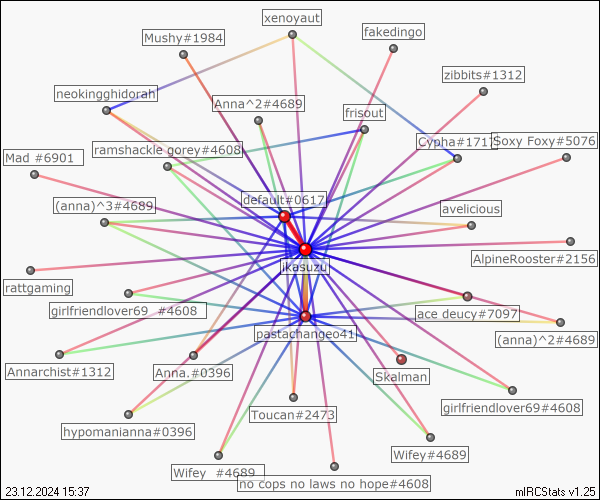 xenoyaut
fakedingo
Mushy#1984
zibbits#1312
neokingghidorah
Anna^2#4689
frisout
Cypha#1717
Soxy Foxy#5076
ramshackle gorey#4608
Mad #6901
default#0617
(anna)^3#4689
avelicious
AlpineRooster#2156
jkasuzu
rattgaming
girlfriendlover69 #4608
ace deucy#7097
pastachangeo41
(anna)^2#4689
Annarchist#1312
Anna.#0396
Skalman
girlfriendlover69#4608
Toucan#2473
hypomanianna#0396
Wifey#4689
Wifey #4689
no cops no laws no hope#4608
23.12.2024 15:37
mIRCStats v1.25